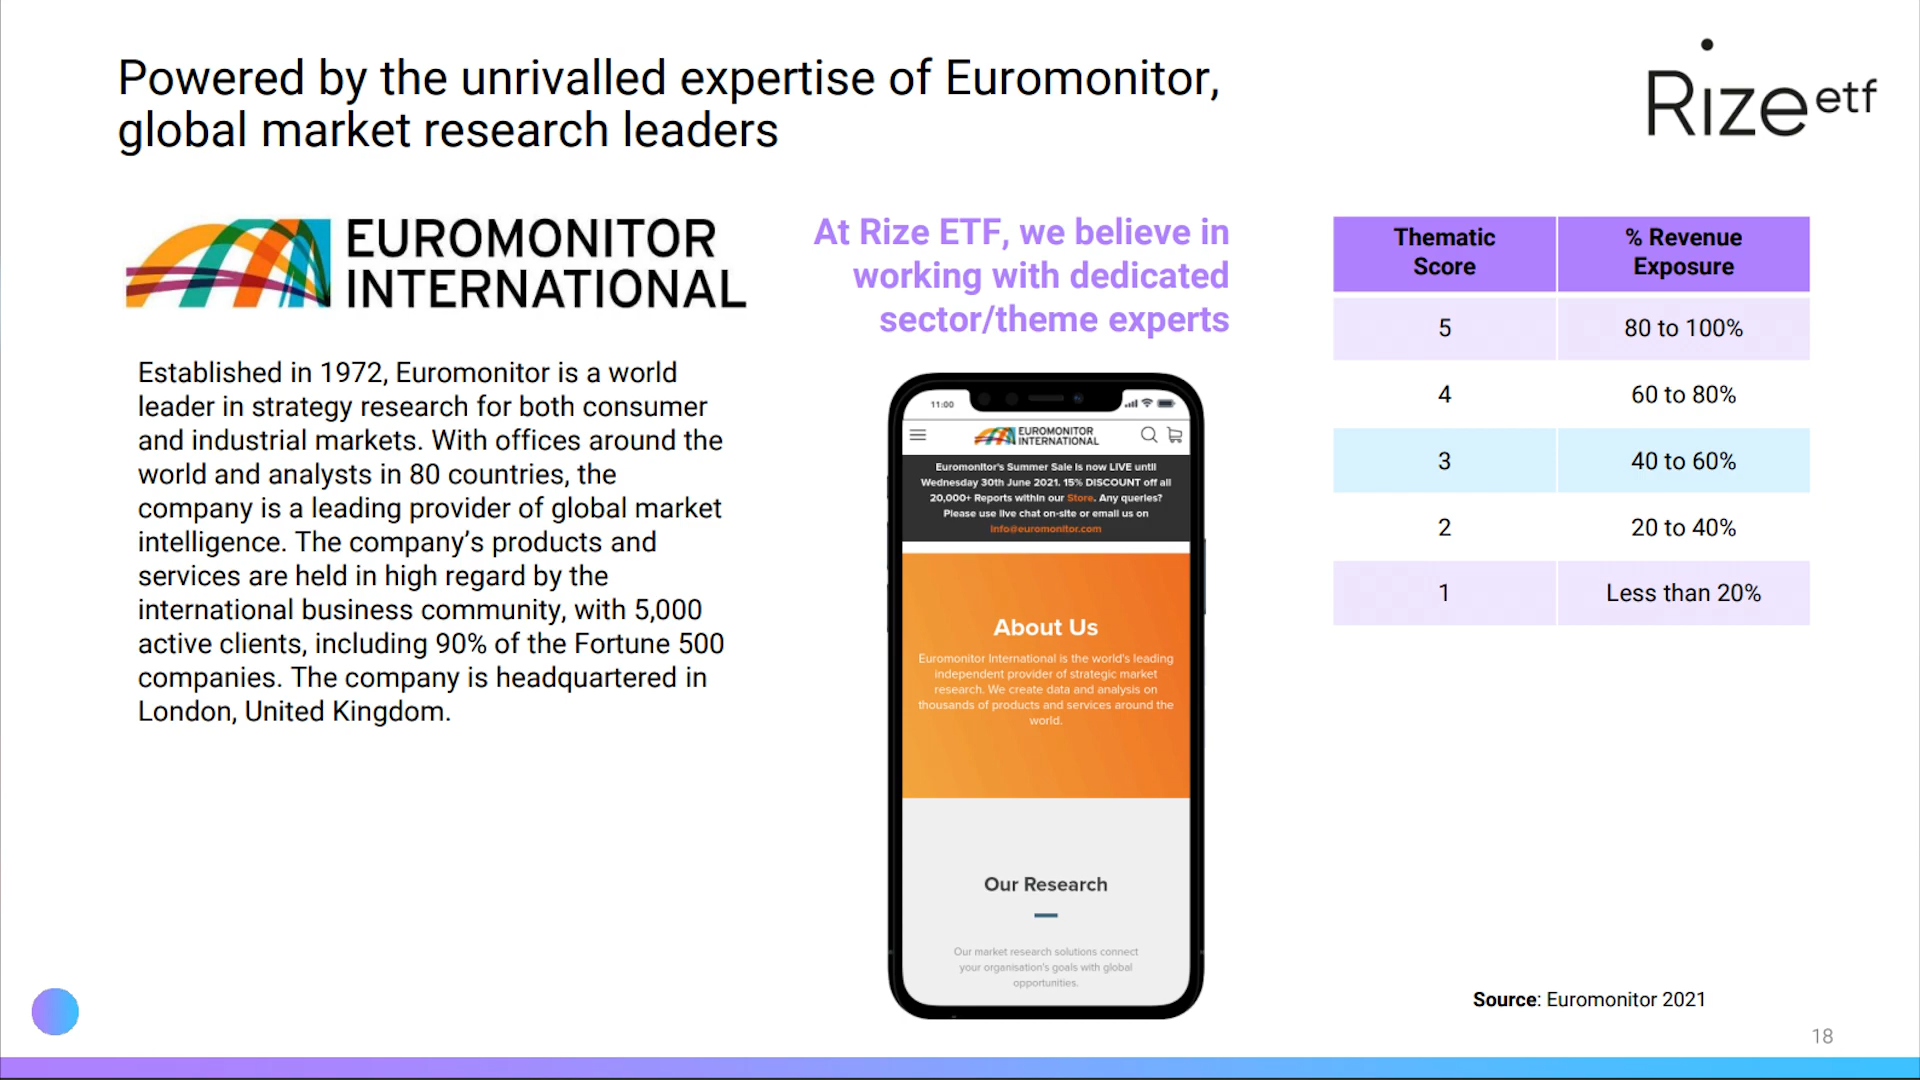 Powered by the unrivalled expertise of Euromonitor,
global market research leaders
Rize etf
EUROMONITOR
INTERNATIONAL
Established in 1972, Euromonitor is a world
leader in strategy research for both consumer
and industrial markets. With offices around the
world and analysts in 80 countries, the
company is a leading provider of global market
intelligence. The company’s products and
services are held in high regard by the
international business community, with 5,000
active clients, including 90% of the Fortune 500
companies. The company is headquartered in
London, United Kingdom.
At Rize ETF, we believe in
working with dedicated
sector/theme experts
11:00
EUROMONITOR
INTERNATIONAL
Euromonitor's Summer Sale is now LIVE until
Wednesday 30th June 2021. 15% DISCOUNT off all
20,000+ Reports within our Store. Any queries?
Please use live chat on-site or email us on
info@euromonitor.com
About Us
Euromonitor International is the world's leading
independent provider of strategic market
research. We create data and analysis on
thousands of products and services around the
world.
Our Research
Our market research solutions connect
your organisation's goals with global
opportunities.
Thematic Score % Revenue Exposure
5 80 to 100%
4 60 to 80%
3 40 to 60%
2 20 to 40%
1 Less than 20%
Source: Euromonitor 2021
18